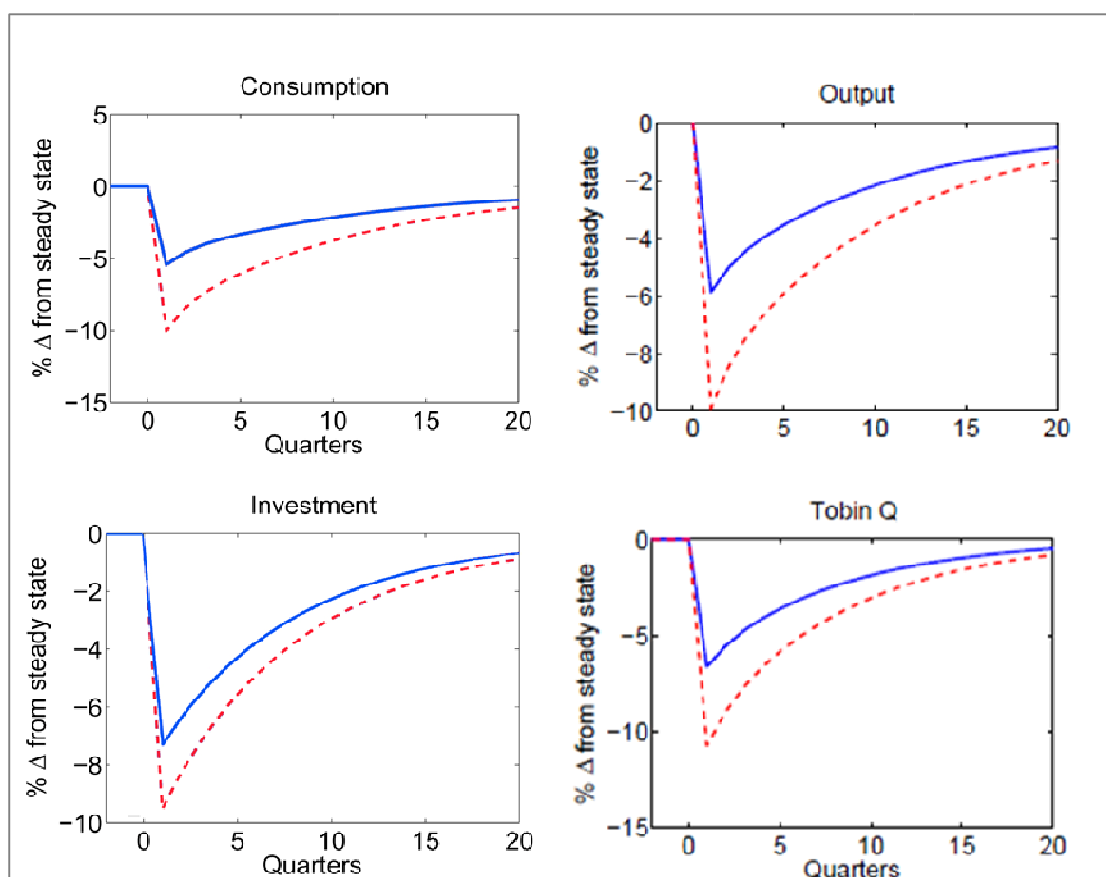 Consumption
% Δ from steady state
5
0
−5
−10
−15
0 5 10 15 20
Quarters
Output
% Δ from steady state
0
−2
−4
−6
−8
−10
0 5 10 15 20
Investment
% Δ from steady state
0
−2
−4
−6
−8
−10
0 5 10 15 20
Quarters
Tobin Q
% Δ from steady state
0
−5
−10
−15
0 5 10 15 20
Quarters